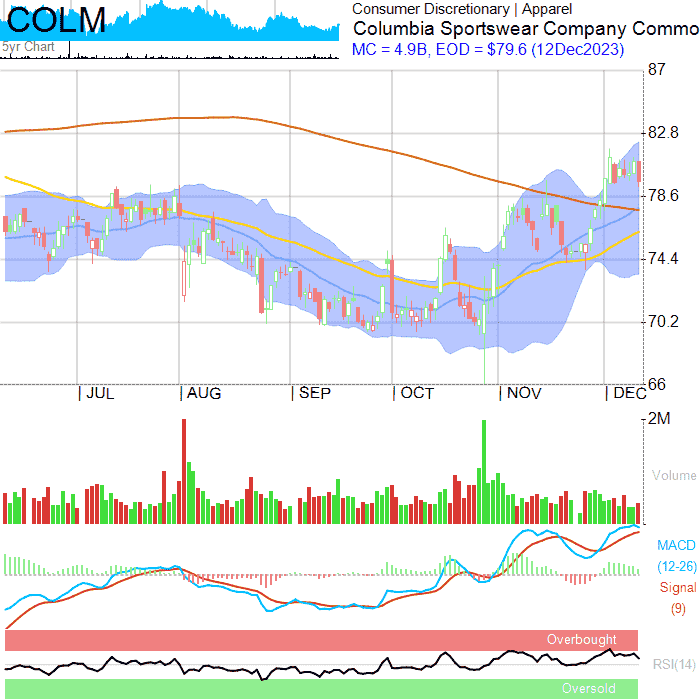 COLM
5yr Chart
Consumer Discretionary | Apparel
Columbia Sportswear Company Commo
MC = 4.9B, EOD = $79.6 (12Dec2023)
87
82.8
78.6
74.4
70.2
66
JUL
AUG
SEP
OCT
NOV
DEC
2M
Volume
MACD
(12-26)
Signal
(9)
Overbought
RSI(14)
Oversold